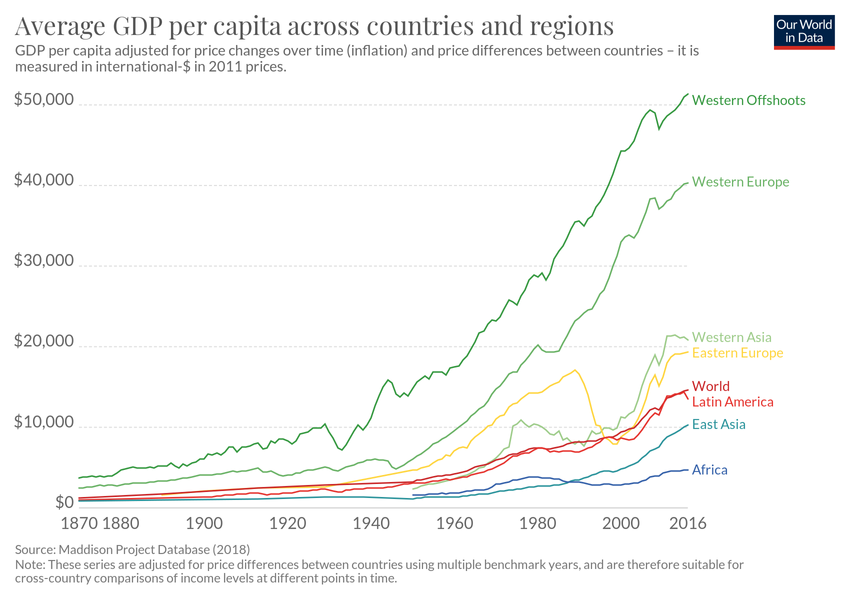 Average GDP per capita across countries and regions
Our World
in Data
GDP per capita adjusted for price changes over time (inflation) and price differences between countries – it is
measured in international-$ in 2011 prices.
$50,000
$40,000
$30,000
$20,000
$10,000
$0
Western Offshoots
Western Europe
Western Asia
Eastern Europe
World
Latin America
East Asia
Africa
1870 1880 1900 1920 1940 1960 1980 2000 2016
Source: Maddison Project Database (2018)
Note: These series are adjusted for price differences between countries using multiple benchmark years, and are therefore suitable for
cross-country comparisons of income levels at different points in time.